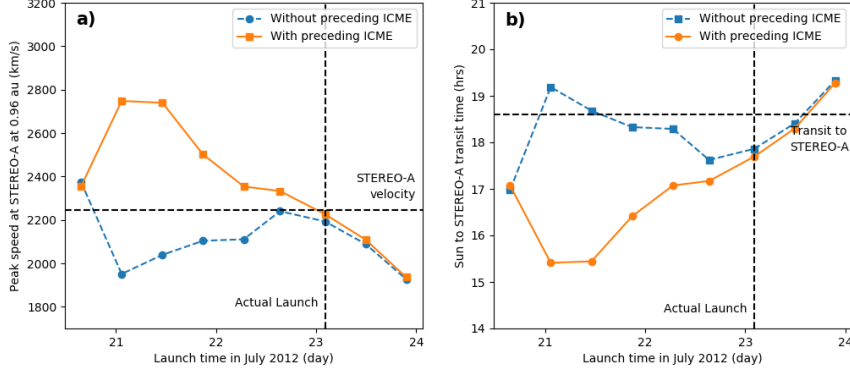 a)
Without preceding ICME
With preceding ICME
3200
3000
2800
2600
2400
2200
2000
1800
Peak speed at STEREO-A at 0.96 au (km/s)
STEREO-A
velocity
Actual Launch
21
22
23
24
Launch time in July 2012 (day)
b)
Without preceding ICME
With preceding ICME
21
20
19
18
17
16
15
14
Sun to STEREO-A transit time (hrs)
Transit to
STEREO-A
Actual Launch
21
22
23
24
Launch time in July 2012 (day)